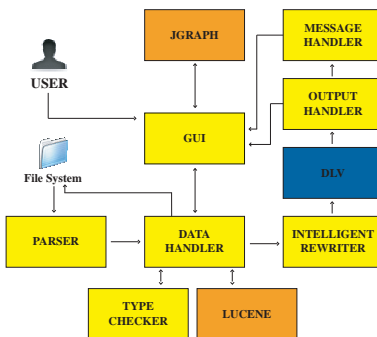 JGRAPH
MESSAGE
HANDLER
USER
OUTPUT
HANDLER
GUI
File System
DLV
PARSER
DATA
HANDLER
INTELLIGENT
REWRITER
TYPE
CHECKER
LUCENE